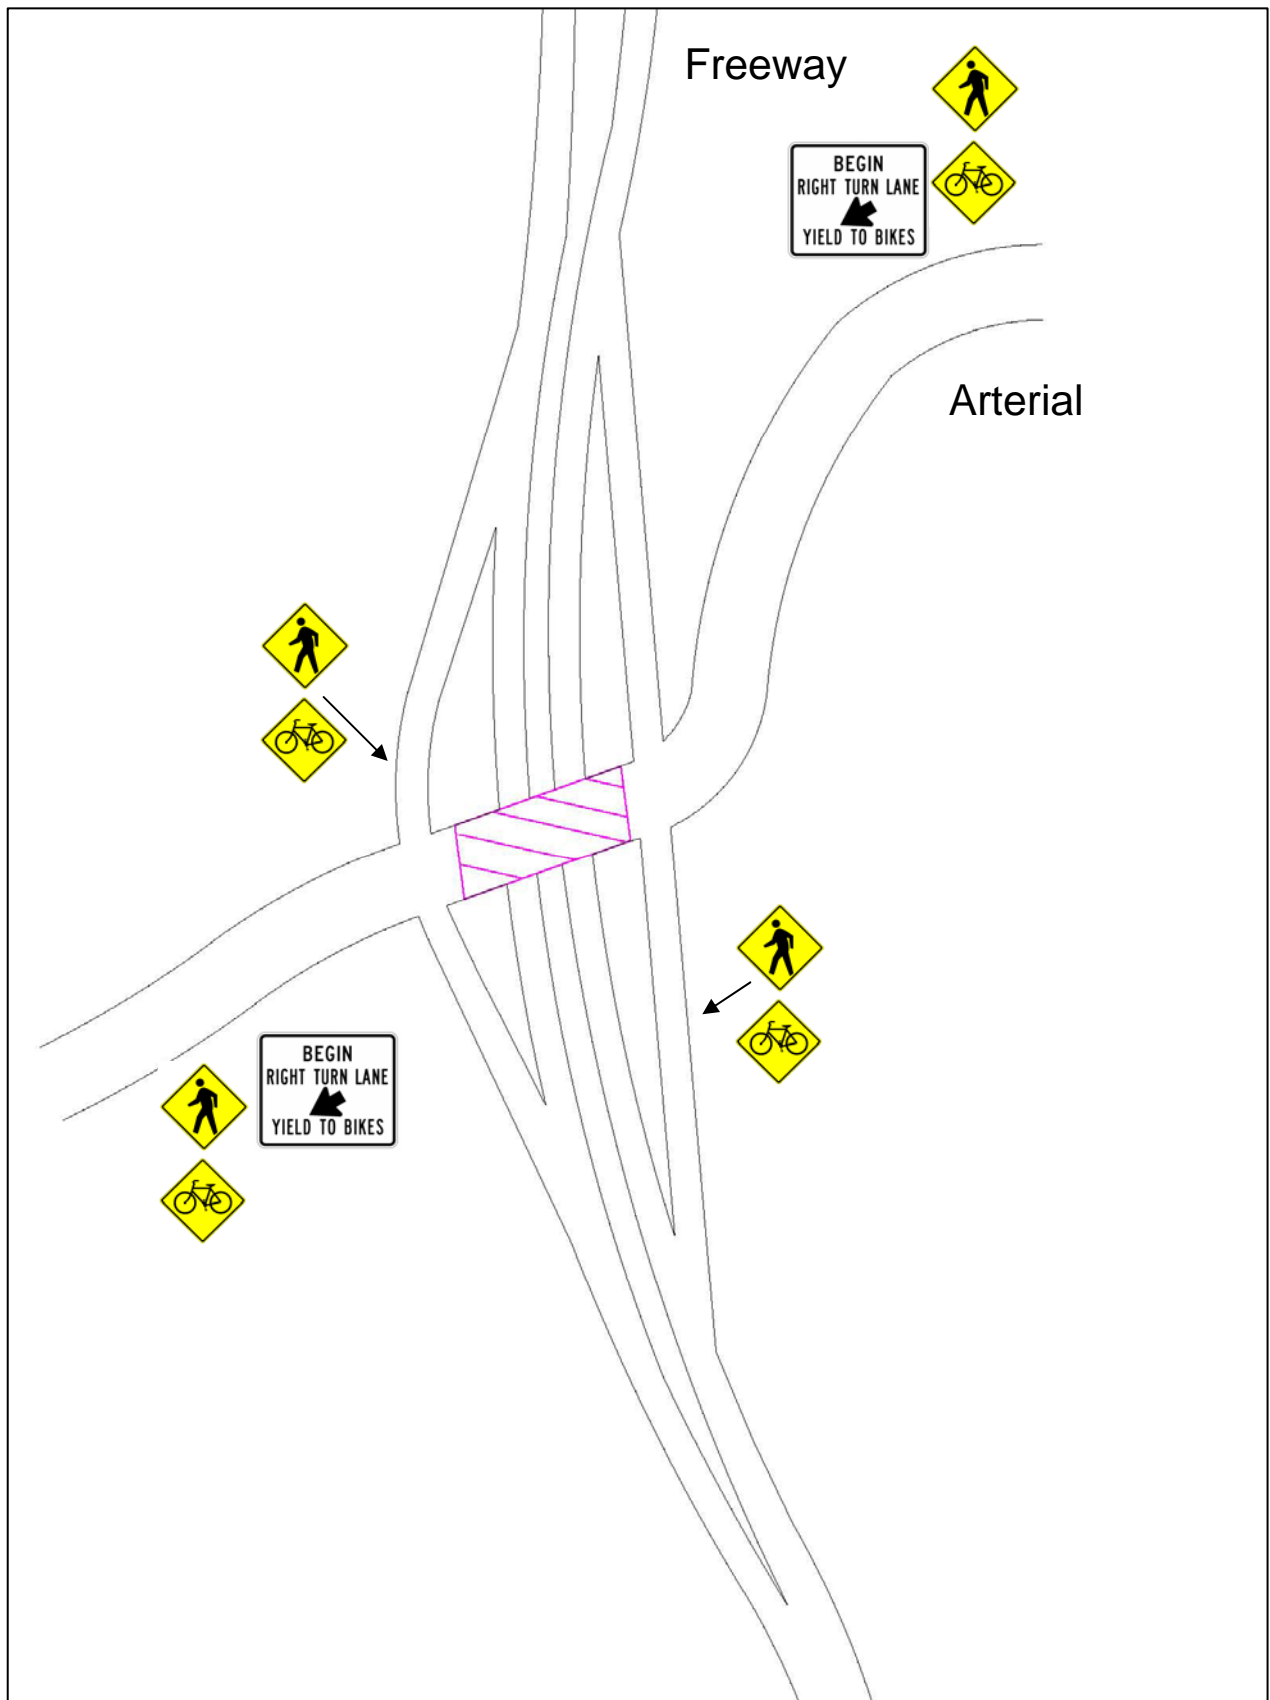 Freeway
BEGIN
RIGHT TURN LANE
YIELD TO BIKES
Arterial
BEGIN
RIGHT TURN LANE
YIELD TO BIKES